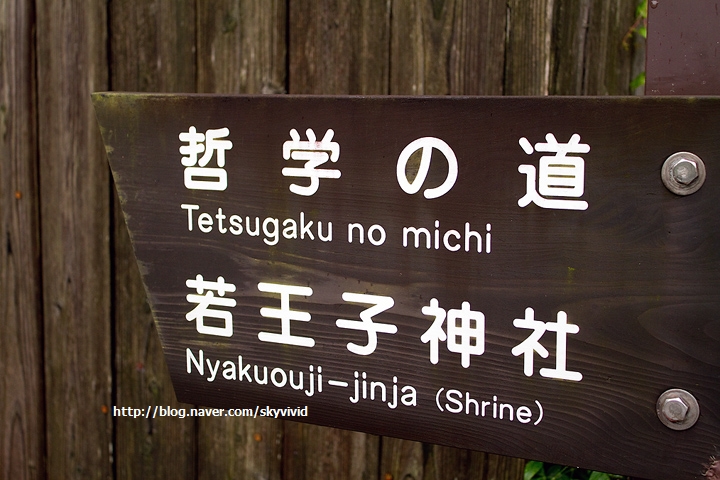 哲学の道
Tetsugaku no michi
若王子神社
Nyakuouji-jinja (Shrine)
http://blog.naver.com/skyvivid